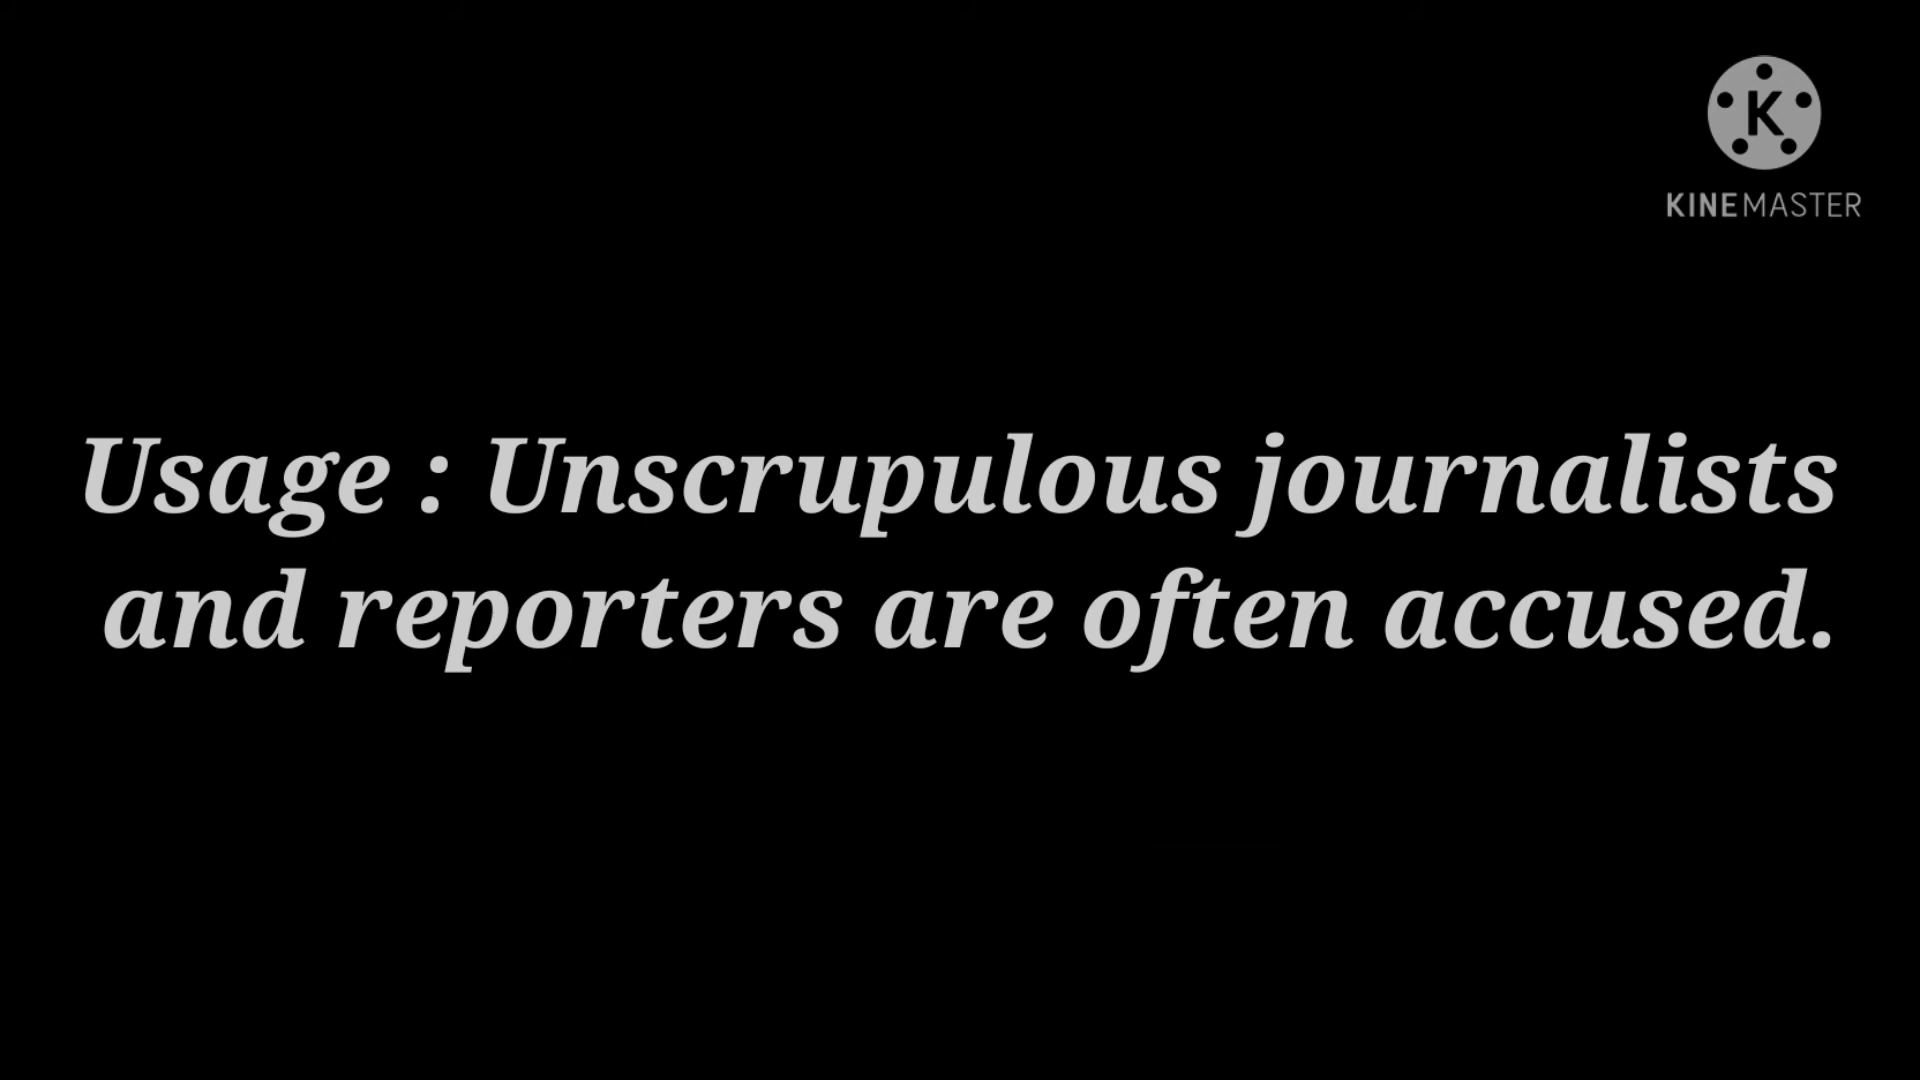 K
KINEMASTER
Usage : Unscrupulous journalists
and reporters are often accused.